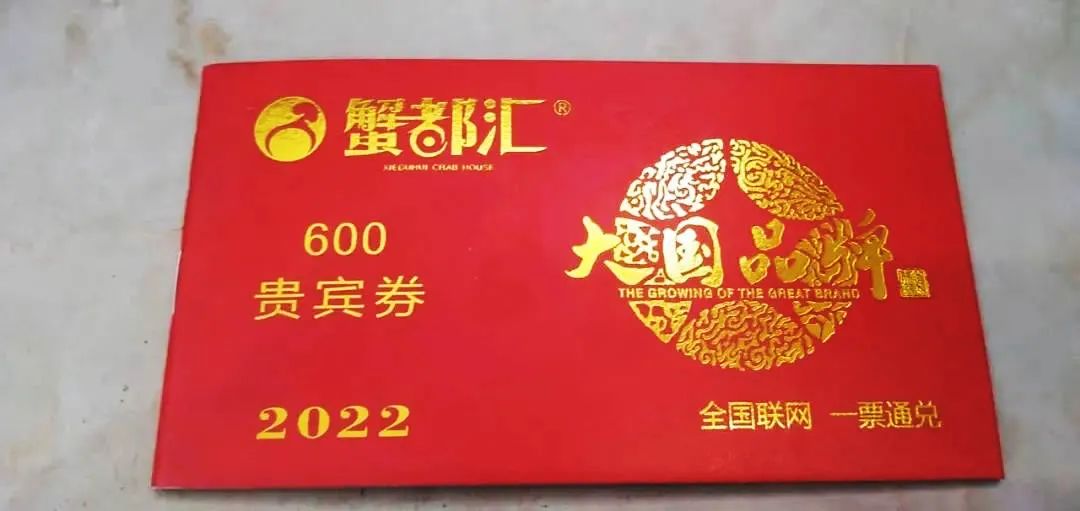 蟹都汇®
XIEDUHUI CRAB HOUSE
600
贵宾券
2022
大国品牌
THE GROWING OF THE GREAT BRAND
全国联网 一票通兑